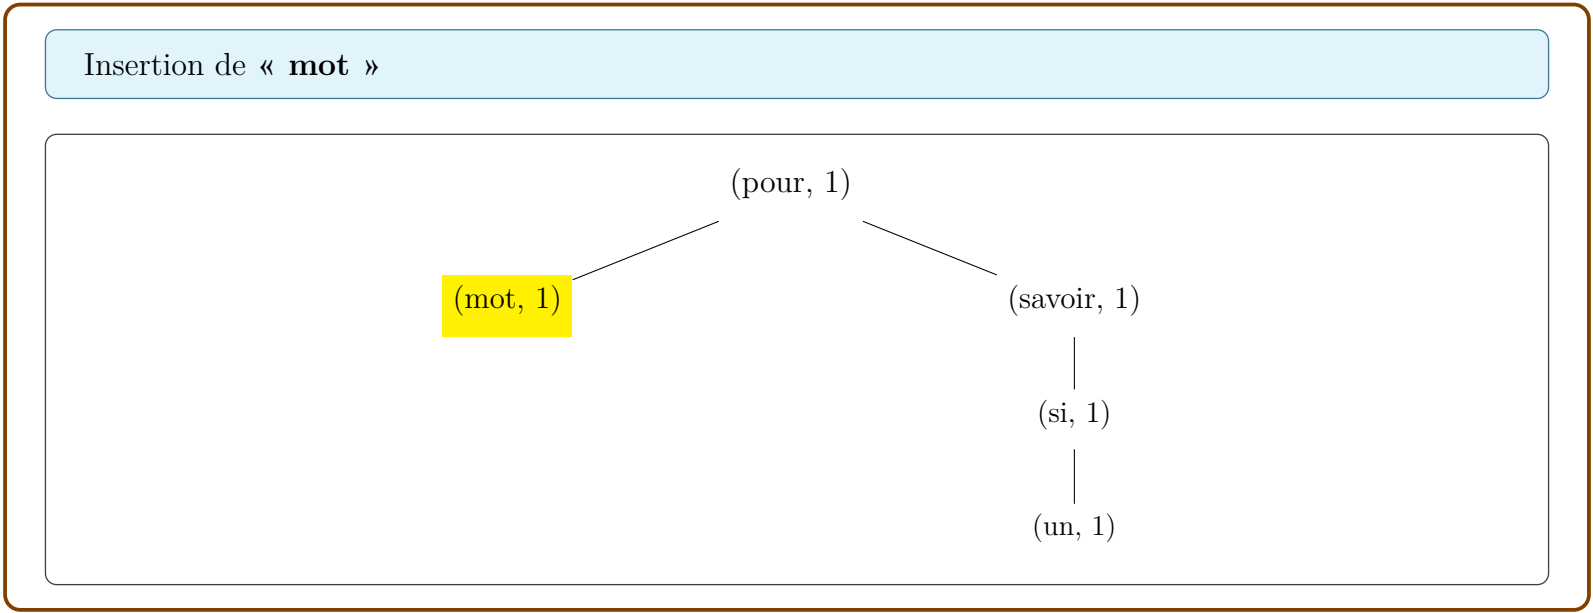 Insertion de « mot »
(pour, 1)
(mot, 1) (savoir, 1)
(si, 1)
(un, 1)